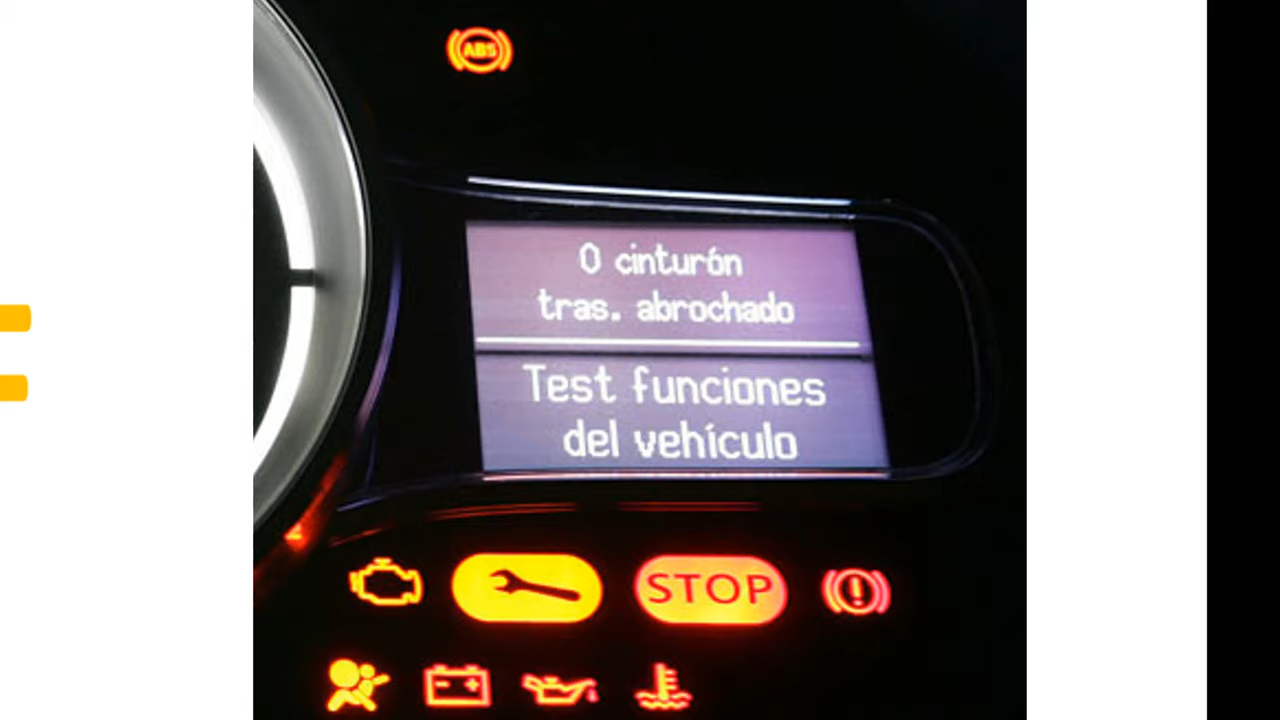 ABS
0 cinturón
tras. abrochado
Test funciones
del vehículo
STOP